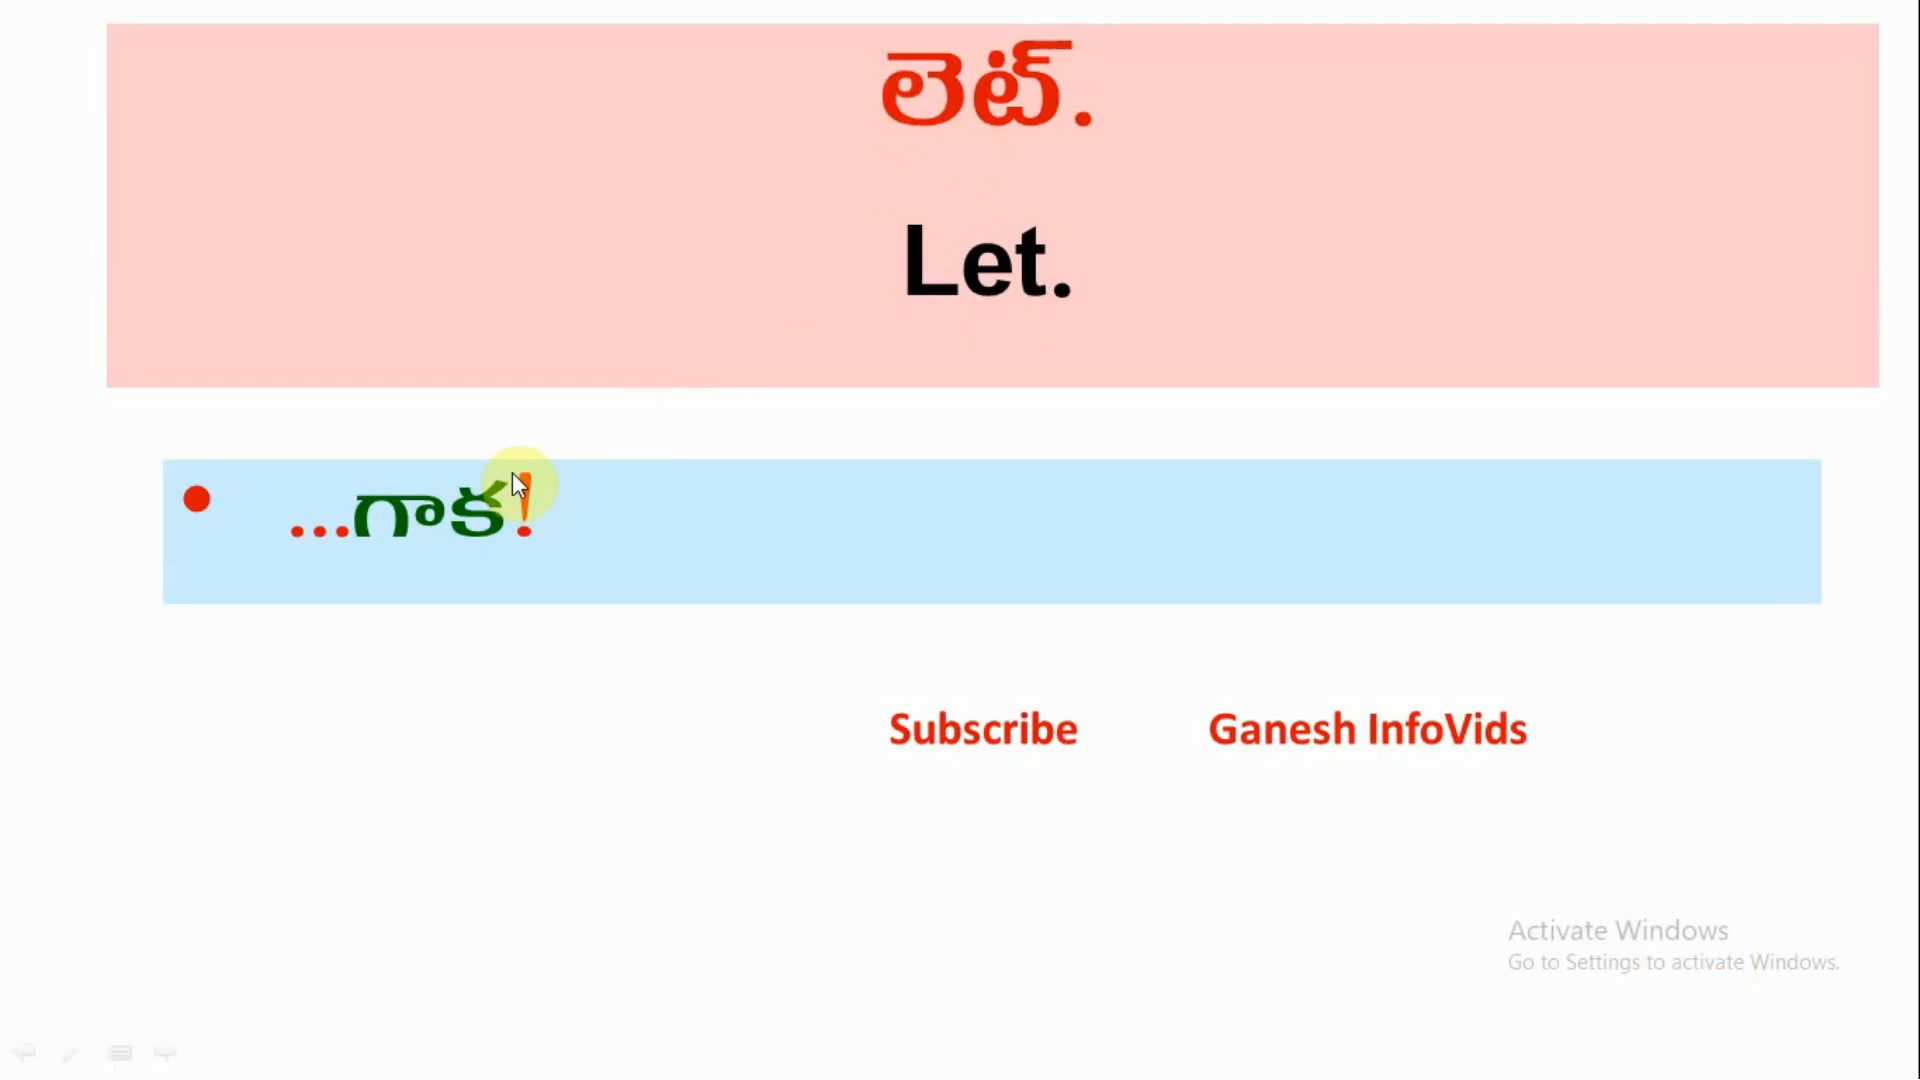 లెట్.
Let.
• ...గాక!
Subscribe Ganesh InfoVids
Activate Windows
Go to Settings to activate Windows.